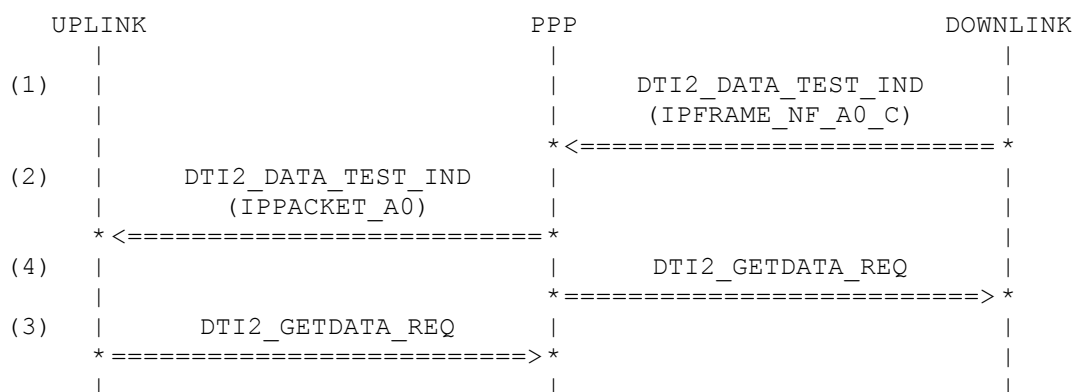 UPLINK PPP DOWNLINK
| | |
(1) | | DTI2_DATA_TEST_IND |
| | (IPFRAME_NF_A0_C) |
| *<==========================*
(2) | DTI2_DATA_TEST_IND | |
| (IPPACKET_A0) | |
*<==========================* |
(4) | | DTI2_GETDATA_REQ |
| *==========================>*
(3) | DTI2_GETDATA_REQ | |
*==========================>* |
| | |